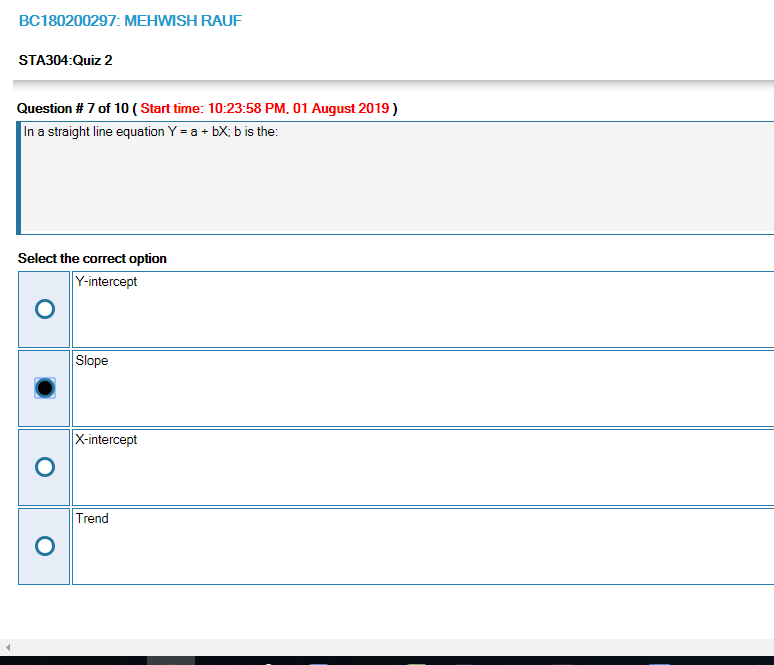 BC180200297: MEHWISH RAUF
STA304:Quiz 2
Question # 7 of 10 ( Start time: 10:23:58 PM, 01 August 2019 )
In a straight line equation Y = a + bX; b is the:
Select the correct option
Y-intercept
Slope
X-intercept
Trend